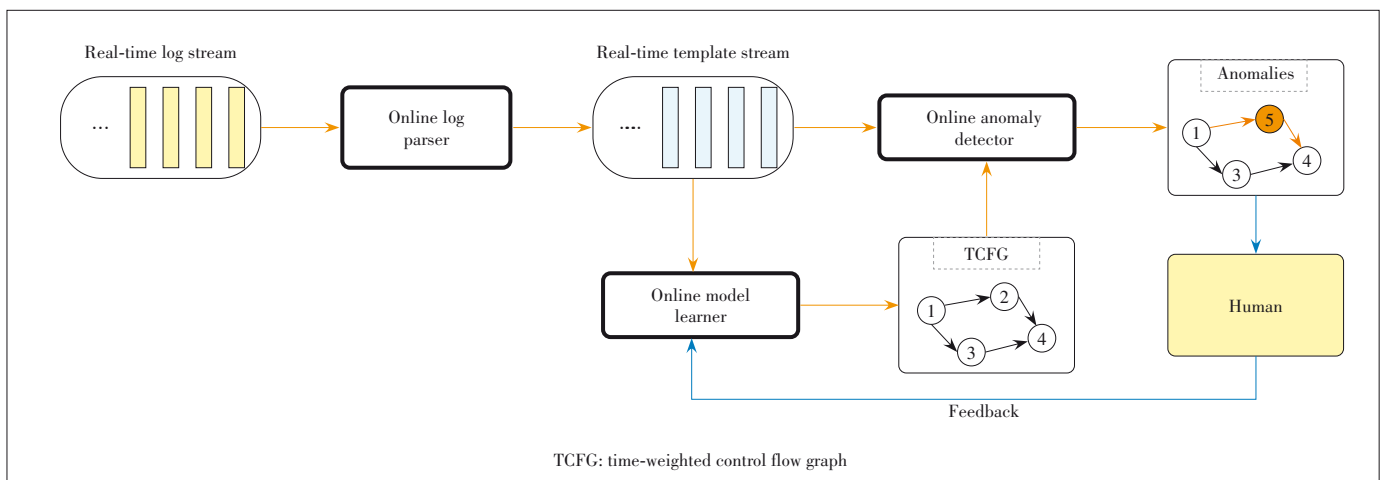 Real-time log stream
Real-time template stream
Anomalies
...
Online log
parser
....
Online anomaly
detector
1
5
3
4
TCFG
1
2
3
4
Online model
learner
Human
Feedback
TCFG: time-weighted control flow graph